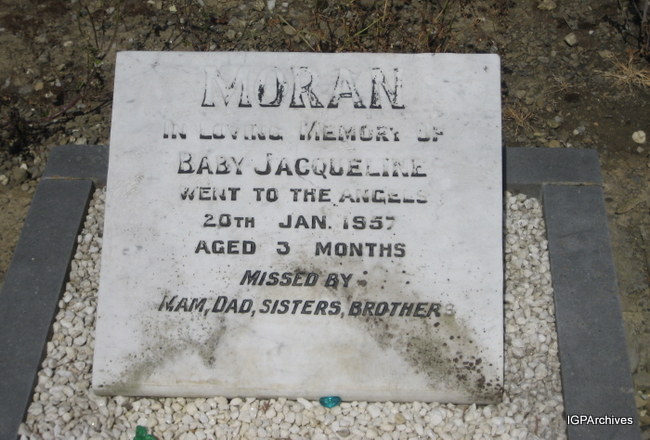 MORAN
IN LOVING MEMORY OF
BABY JACQUELINE
WENT TO THE ANGELS
20TH JAN. 1957
AGED 3 MONTHS
MISSED BY
MAM, DAD, SISTERS, BROTHERS
IGPArchives